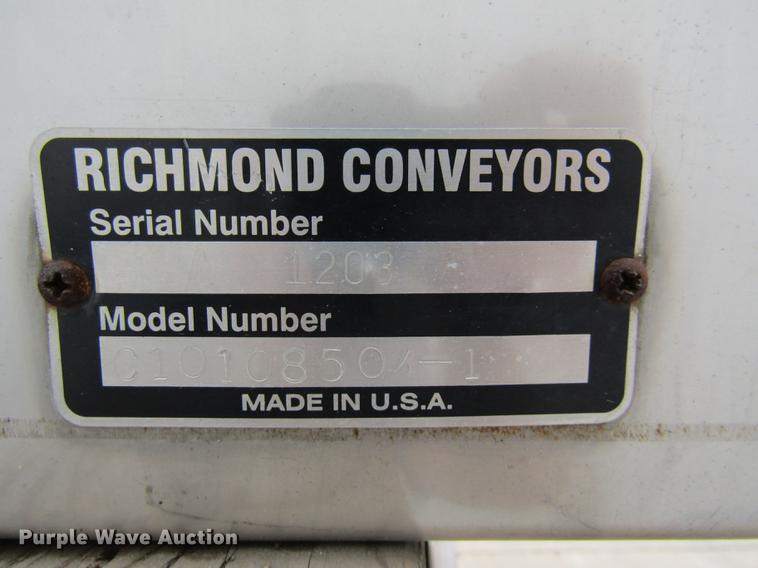 RICHMOND CONVEYORS
Serial Number
A 1203
Model Number
MADE IN U.S.A.
Purple Wave Auction